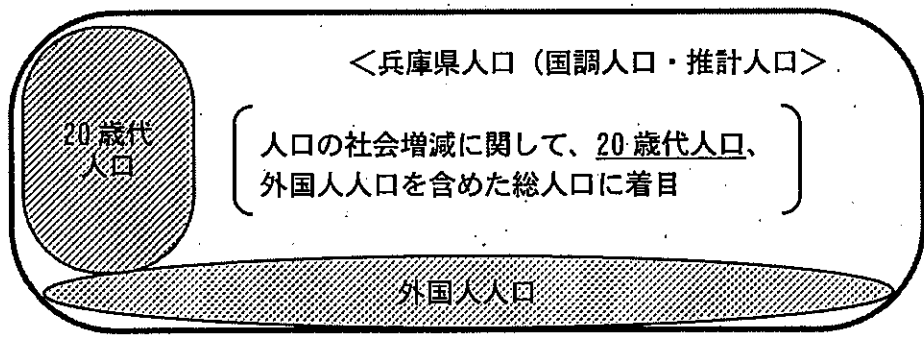 <兵庫県人口（国調人口・推計人口>
20歳代
人口
人口の社会増減に関して、20歳代人口、
外国人人口を含めた総人口に着目
外国人人口